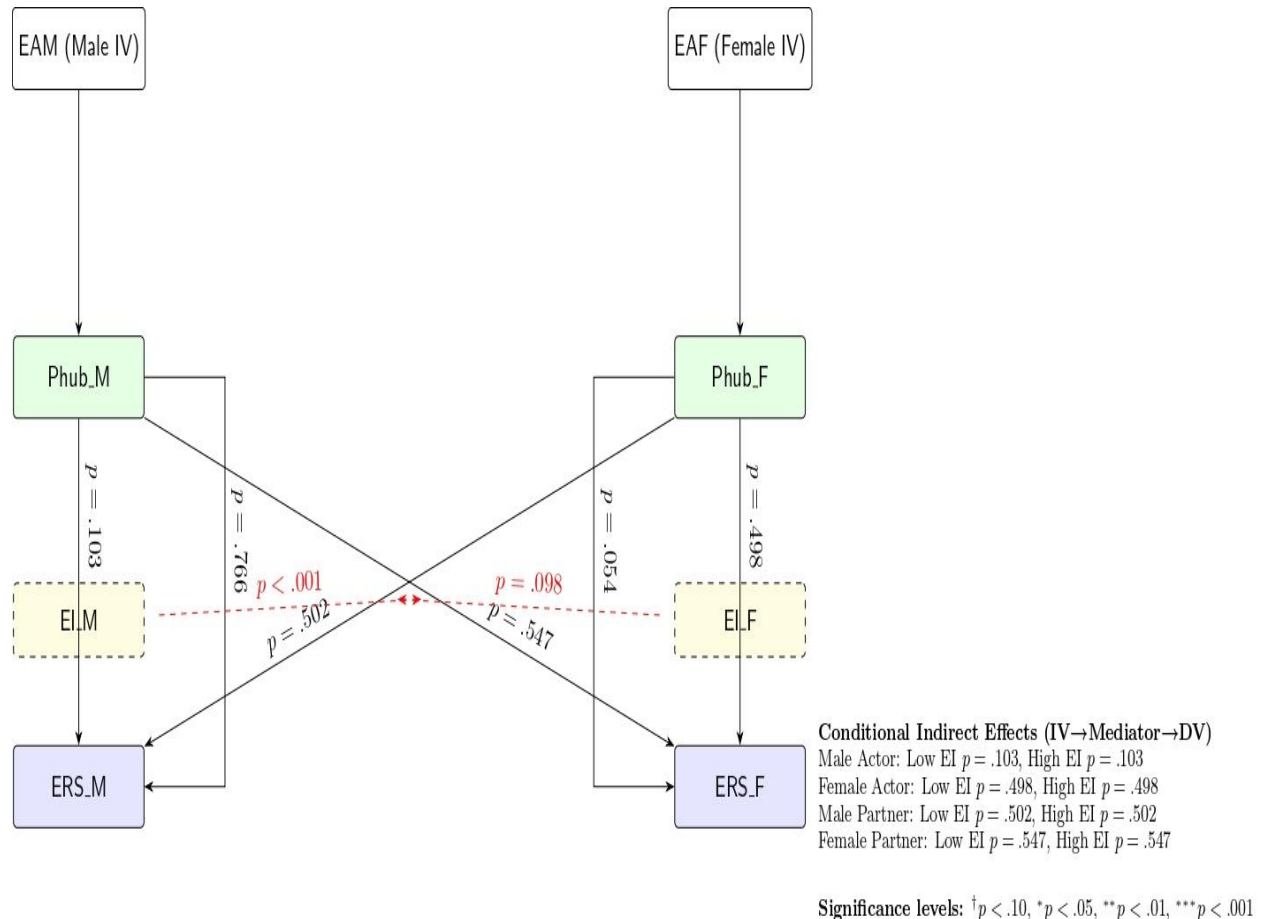 EAM (Male IV)
EAF (Female IV)
Phub_M
Phub_F
p = .103
p = .766
p = .054
p = .498
p < .001
p = .098
EI_M
EI_F
p = .502
p = .547
ERS_M
ERS_F
Conditional Indirect Effects (IV→Mediator→DV)
Male Actor: Low EI p = .103, High EI p = .103
Female Actor: Low EI p = .498, High EI p = .498
Male Partner: Low EI p = .502, High EI p = .502
Female Partner: Low EI p = .547, High EI p = .547
Significance levels: †p < .10, *p < .05, **p < .01, ***p < .001